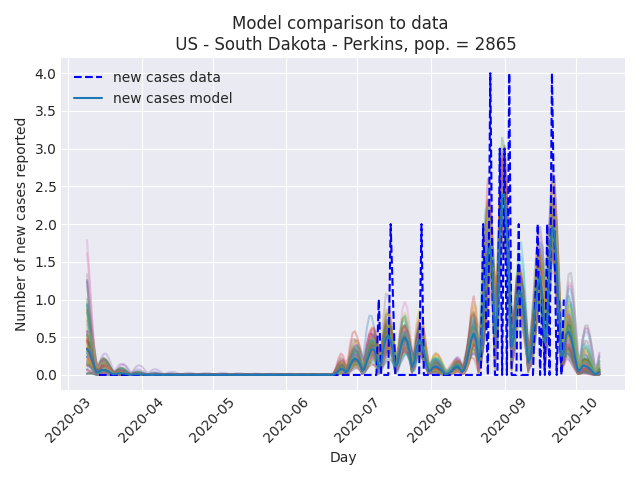 Model comparison to data
US - South Dakota - Perkins, pop. = 2865
new cases data
new cases model
Number of new cases reported
4.0
3.5
3.0
2.5
2.0
1.5
1.0
0.5
0.0
2020-03
2020-04
2020-05
2020-06
2020-07
2020-08
2020-09
2020-10
Day